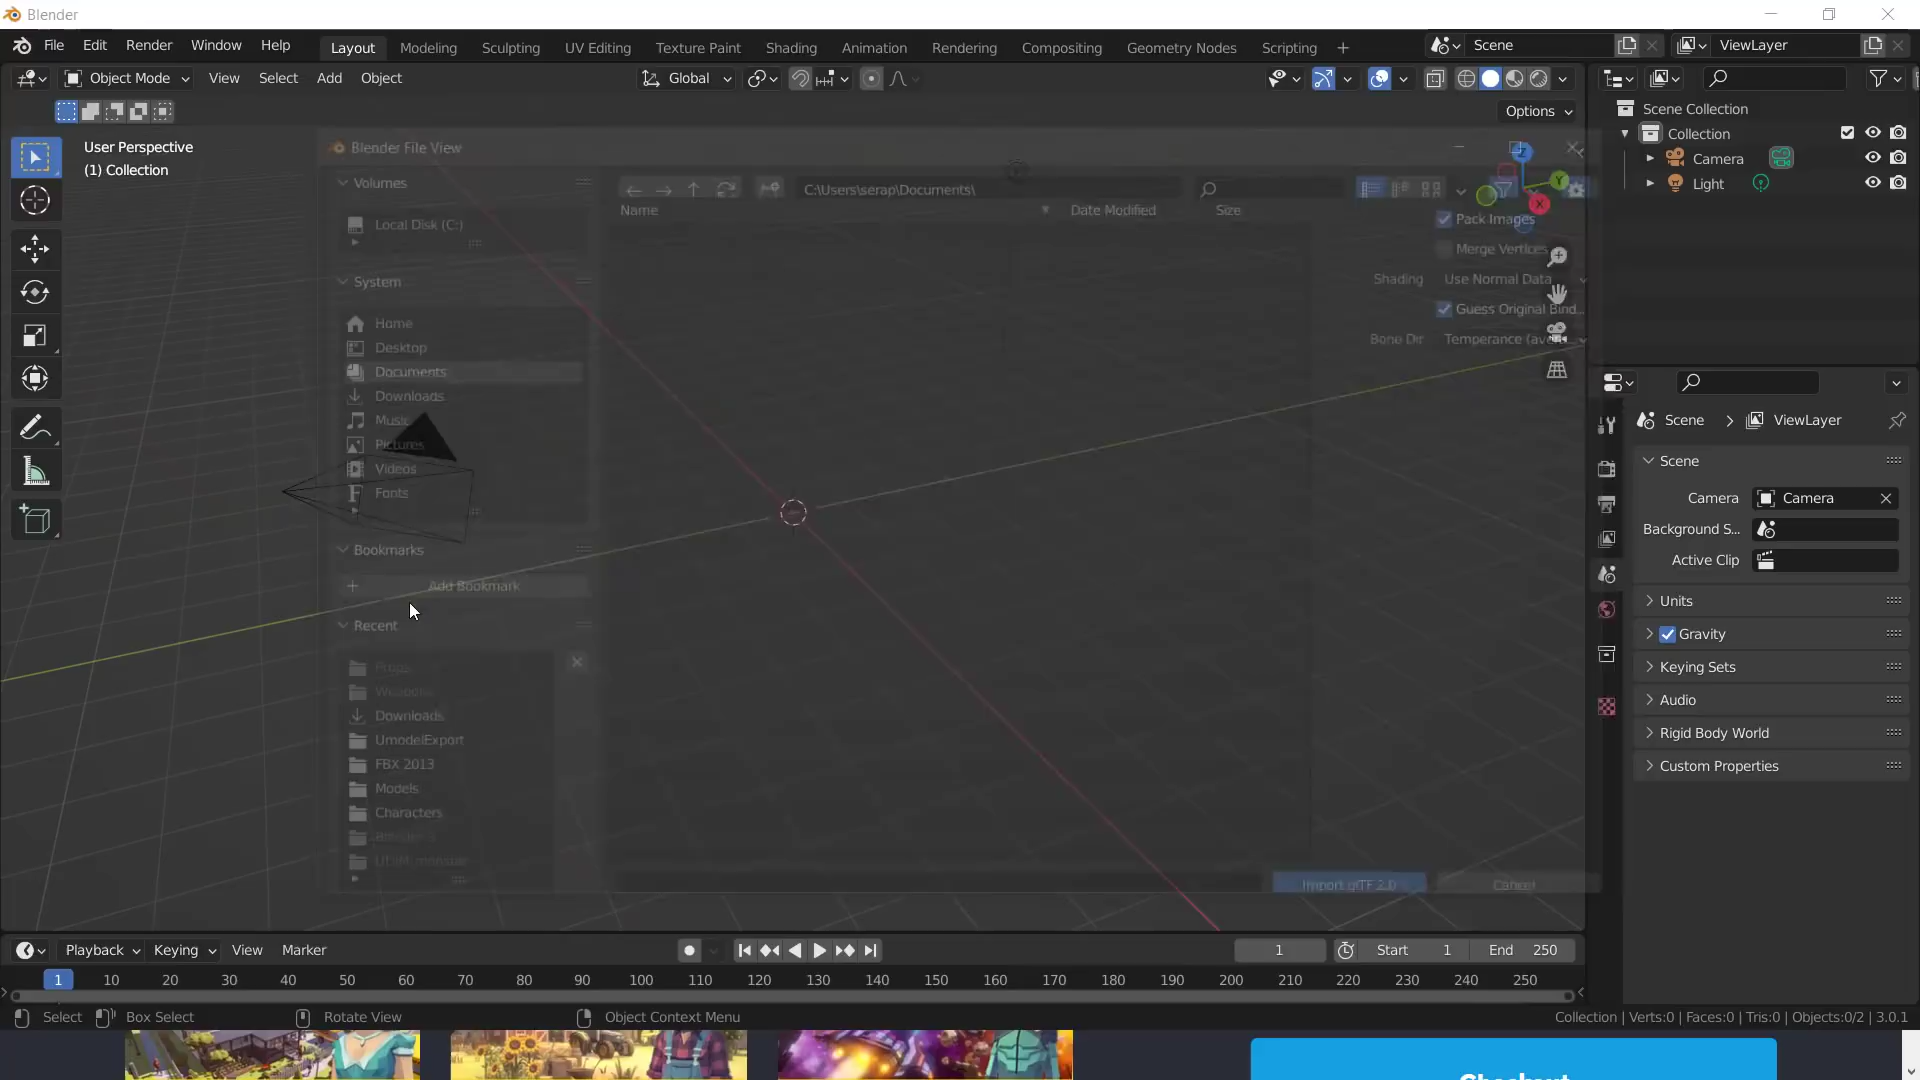 Blender
File Edit Render Window Help Layout Modeling Sculpting UV Editing Texture Paint Shading Animation Rendering Compositing Geometry Nodes Scripting + Scene ViewLayer
Object Mode View Select Add Object Global
Options
User Perspective
(1) Collection
Scene Collection
Collection
Camera
Light
Blender File View
Volumes
Local Disk (C:)
System
Home
Desktop
Documents
Downloads
Music
Pictures
Videos
Fonts
Bookmarks
Add Bookmark
Recent
Props
Weapons
Downloads
UmodelExport
FBX 2013
Models
Characters
C:\Users\serap\Documents\
Name Date Modified Size
Pack Images
Merge Vertices
Shading Use Normal Data
Guess Original Bind...
Bone Dir Temperance (ave
Import glTF 2.0 Cancel
Scene > ViewLayer
Scene
Camera Camera
Background S...
Active Clip
Units
Gravity
Keying Sets
Audio
Rigid Body World
Custom Properties
Playback Keying View Marker 1 Start 1 End 250
1 10 20 30 40 50 60 70 80 90 100 110 120 130 140 150 160 170 180 190 200 210 220 230 240 250
Select Box Select Rotate View Object Context Menu Collection | Verts:0 | Faces:0 | Tris:0 | Objects:0/2 | 3.0.1
Checkout